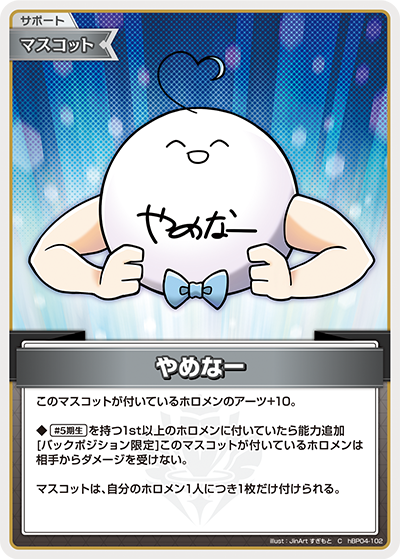 サポート
マスコット
やめなー
やめなー
このマスコットが付いているホロメンのアーツ+10。
◆#5期生を持つ1st以上のホロメンに付いていたら能力追加
[バックポジション限定]このマスコットが付いているホロメンは
相手からダメージを受けない。
マスコットは、自分のホロメン1人につき1枚だけ付けられる。
illust:JinArt すぎもと C hBP04-102